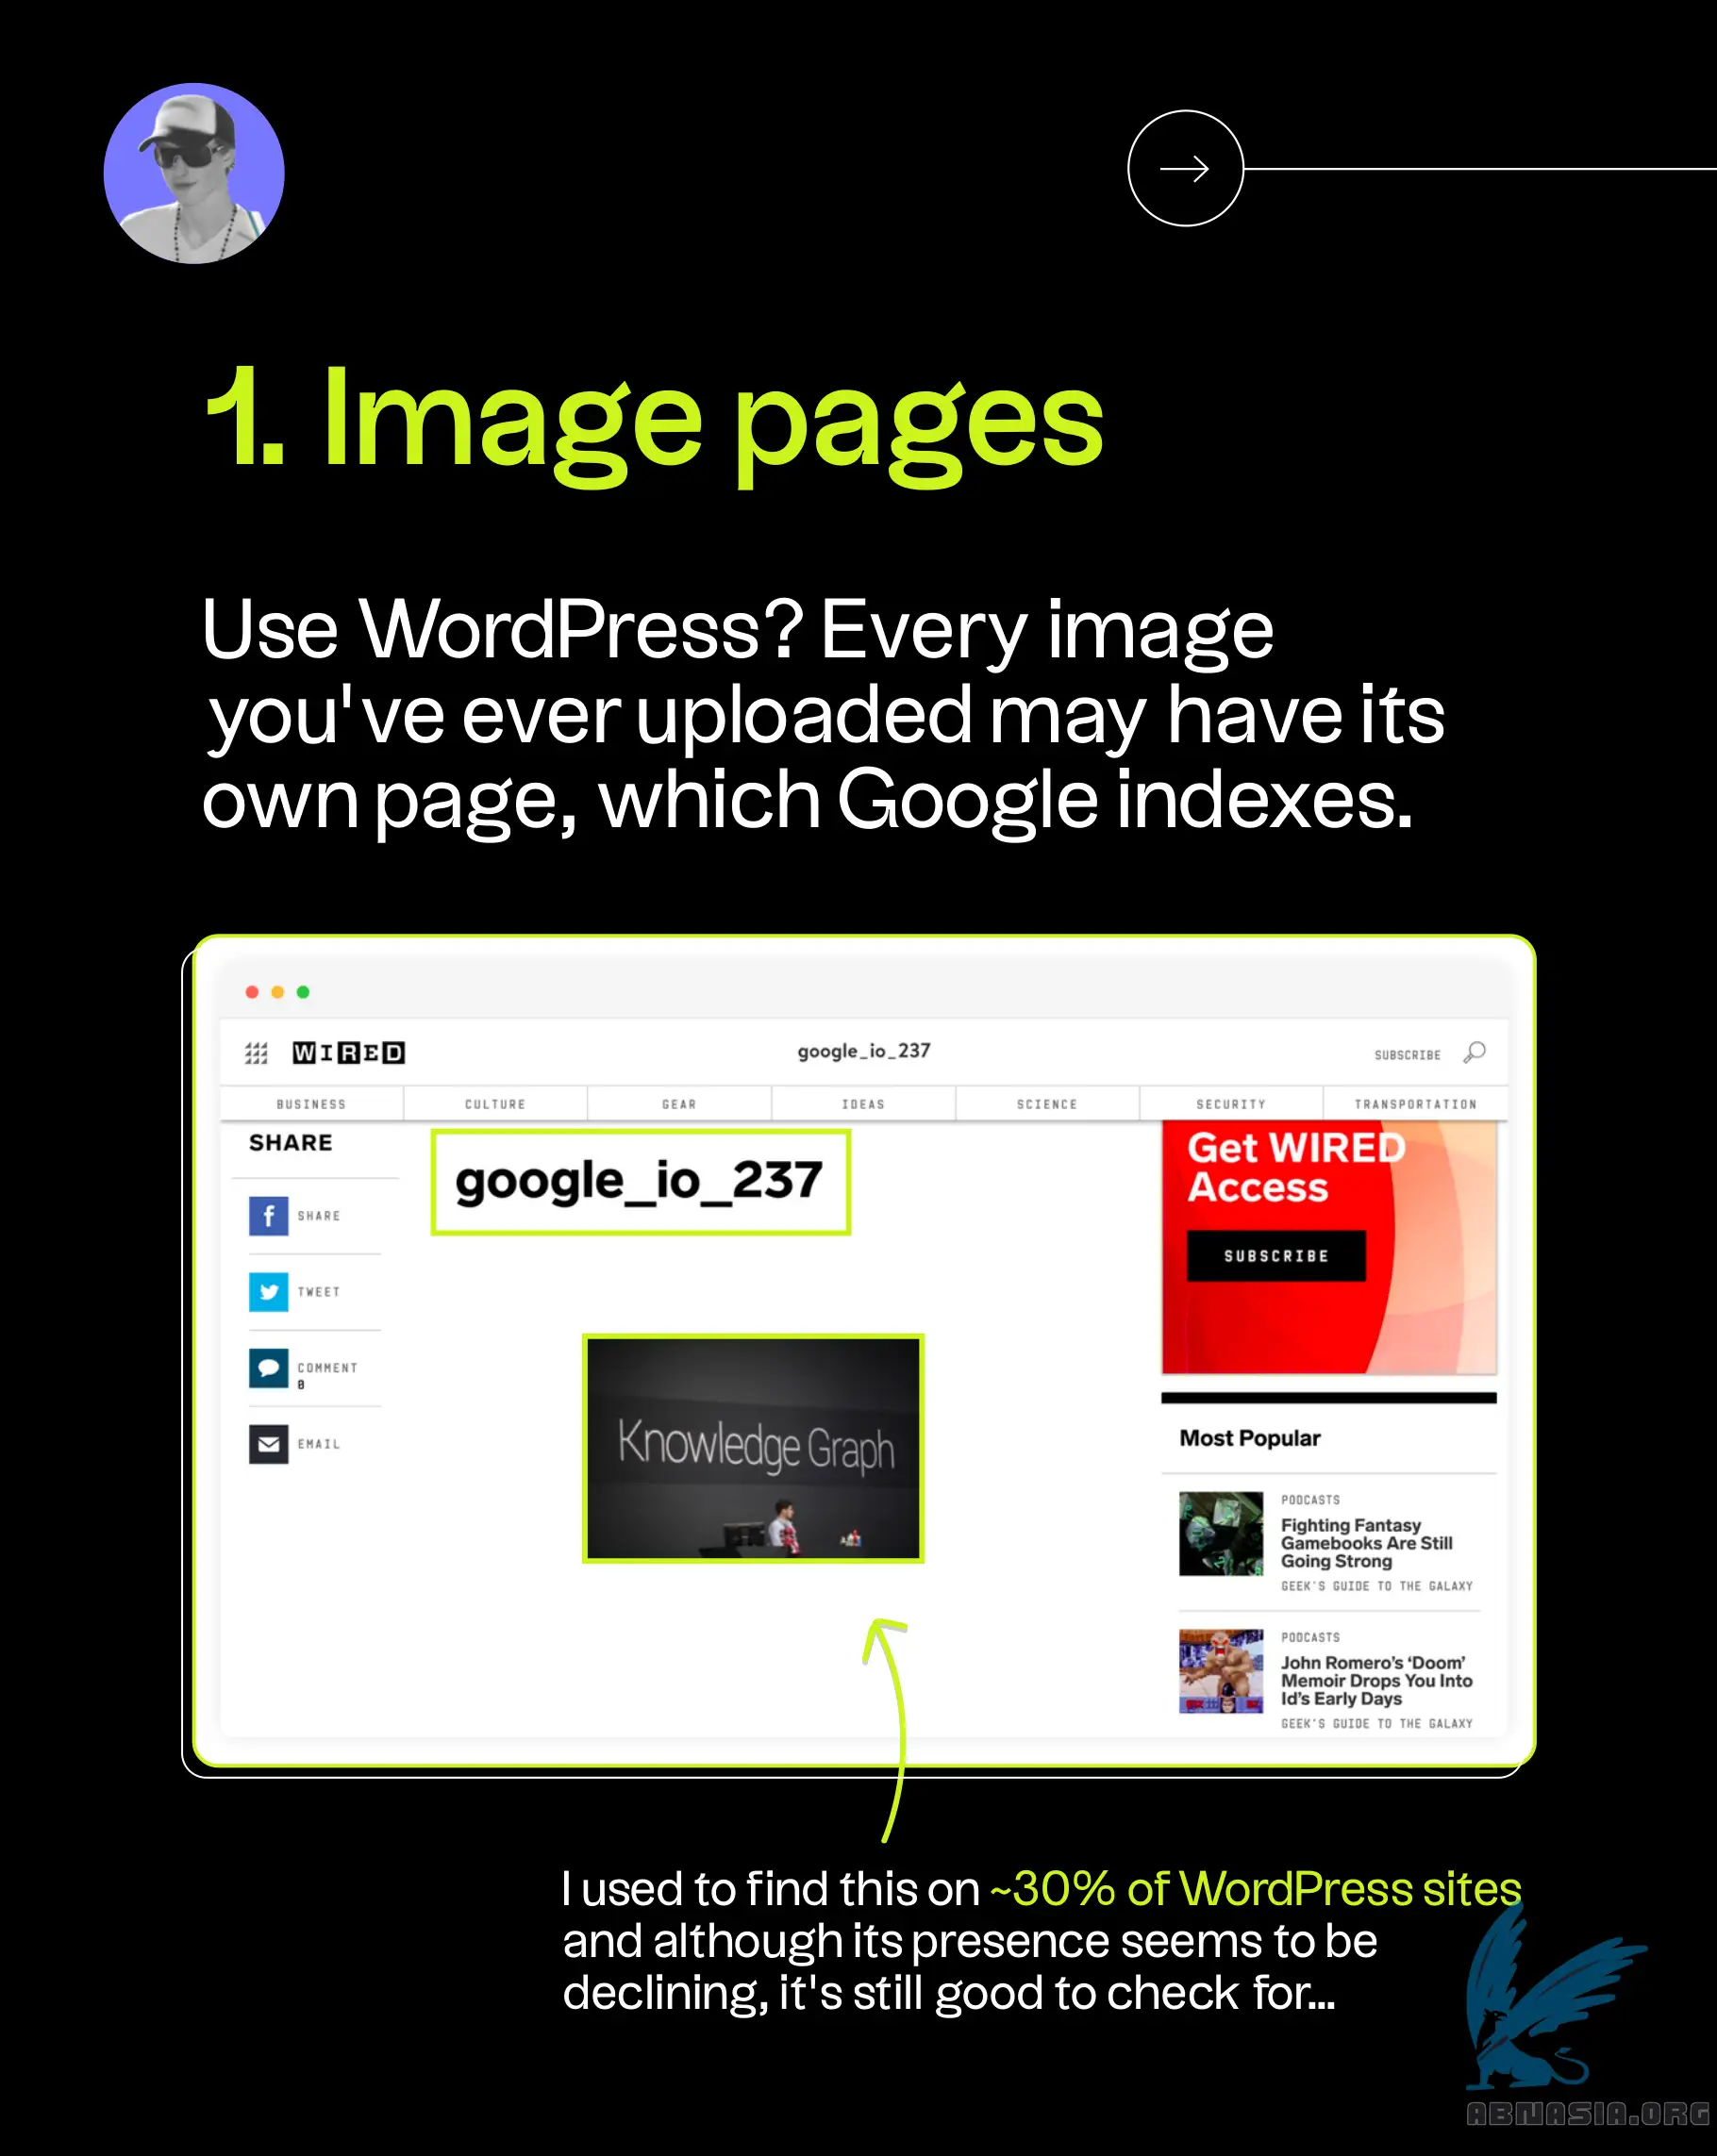 1. Image pages
Use WordPress? Every image
you've ever uploaded may have its
own page, which Google indexes.
WIRED
google_io_237
SUBSCRIBE
BUSINESS
CULTURE
GEAR
IDEAS
SCIENCE
SECURITY
TRANSPORTATION
SHARE
SHARE
TWEET
COMMENT
0
EMAIL
google_io_237
Knowledge Graph
Get WIRED
Access
SUBSCRIBE
Most Popular
PODCASTS
Fighting Fantasy
Gamebooks Are Still
Going Strong
GEEK'S GUIDE TO THE GALAXY
PODCASTS
John Romero's ‘Doom’
Memoir Drops You Into
Id's Early Days
GEEK'S GUIDE TO THE GALAXY
I used to find this on ~30% of WordPress sites
and although its presence seems to be
declining, it's still good to check for...
ABNASIA.ORG